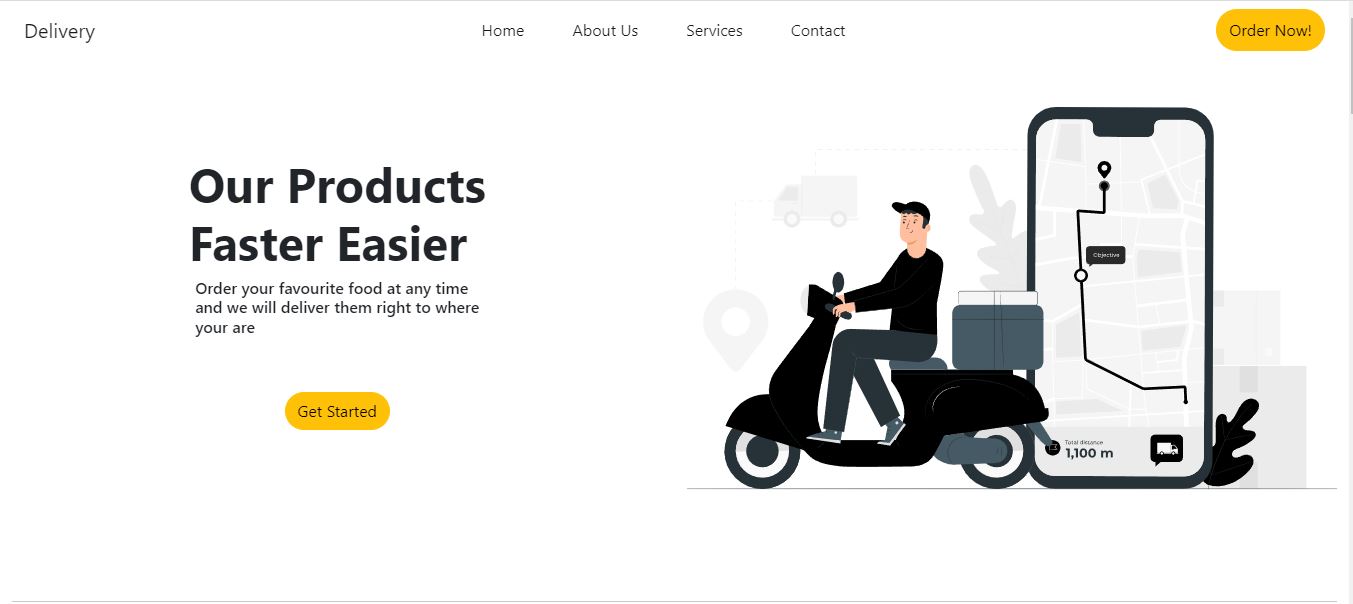 Delivery
Home
About Us
Services
Contact
Order Now!
Our Products
Faster Easier
Order your favourite food at any time
and we will deliver them right to where
your are
Get Started
Objective
Total distance
1,100 m